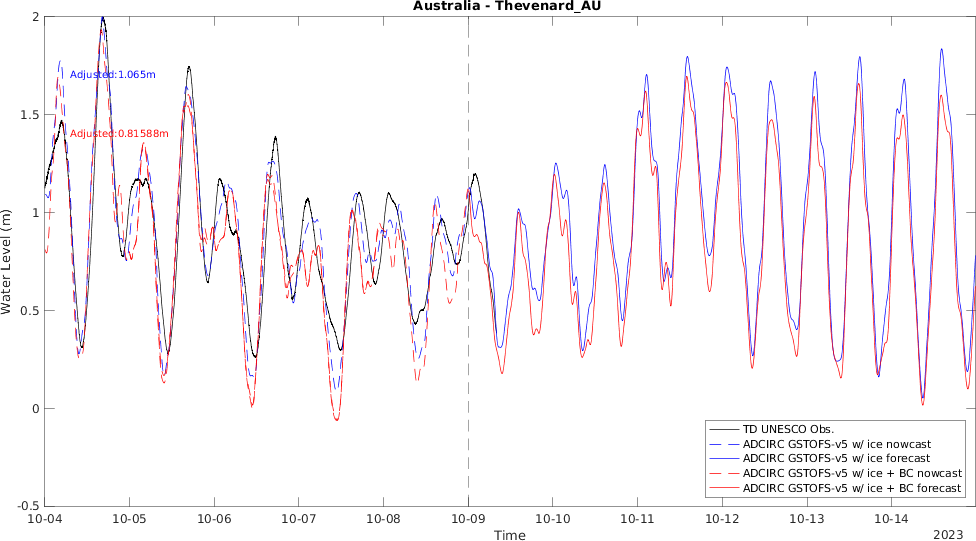 Australia - Thevenard_AU
2
Adjusted:1.065m
1.5
Adjusted:0.81588m
1
Water Level (m)
0.5
0
TD UNESCO Obs.
ADCIRC GSTOFS-v5 w/ ice nowcast
ADCIRC GSTOFS-v5 w/ ice forecast
ADCIRC GSTOFS-v5 w/ ice + BC nowcast
ADCIRC GSTOFS-v5 w/ ice + BC forecast
-0.5
10-04 10-05 10-06 10-07 10-08 10-09 10-10 10-11 10-12 10-13 10-14
Time
2023